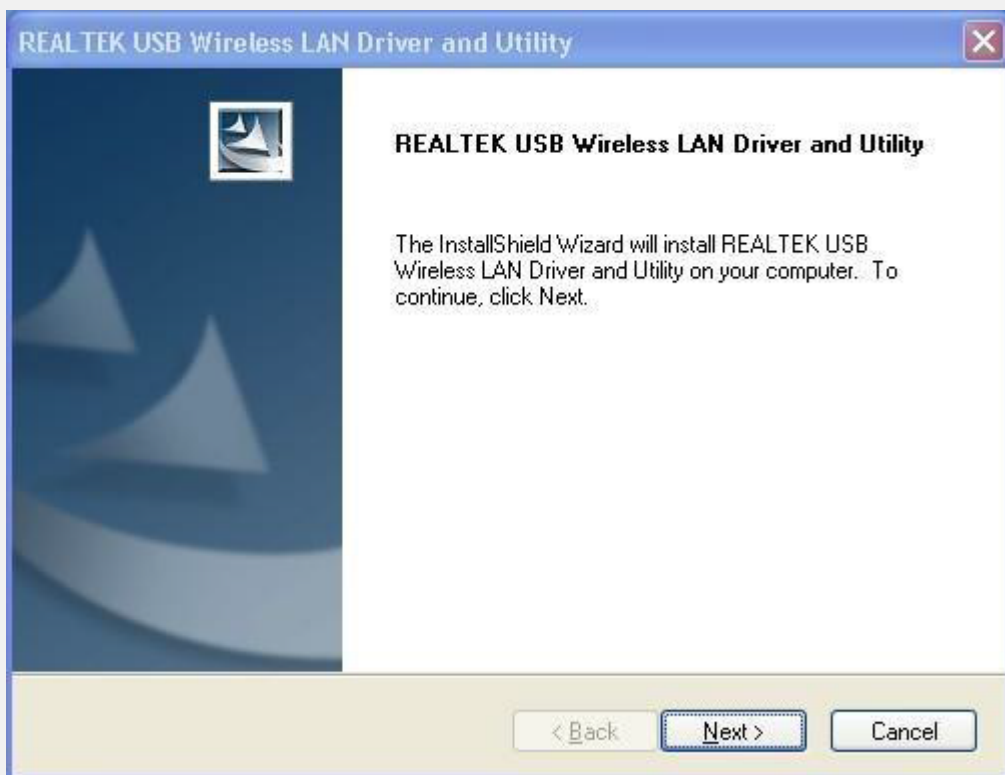 REALTEK USB Wireless LAN Driver and Utility
REALTEK USB Wireless LAN Driver and Utility
The InstallShield Wizard will install REALTEK USB
Wireless LAN Driver and Utility on your computer.  To
continue, click Next.
< Back
Next >
Cancel